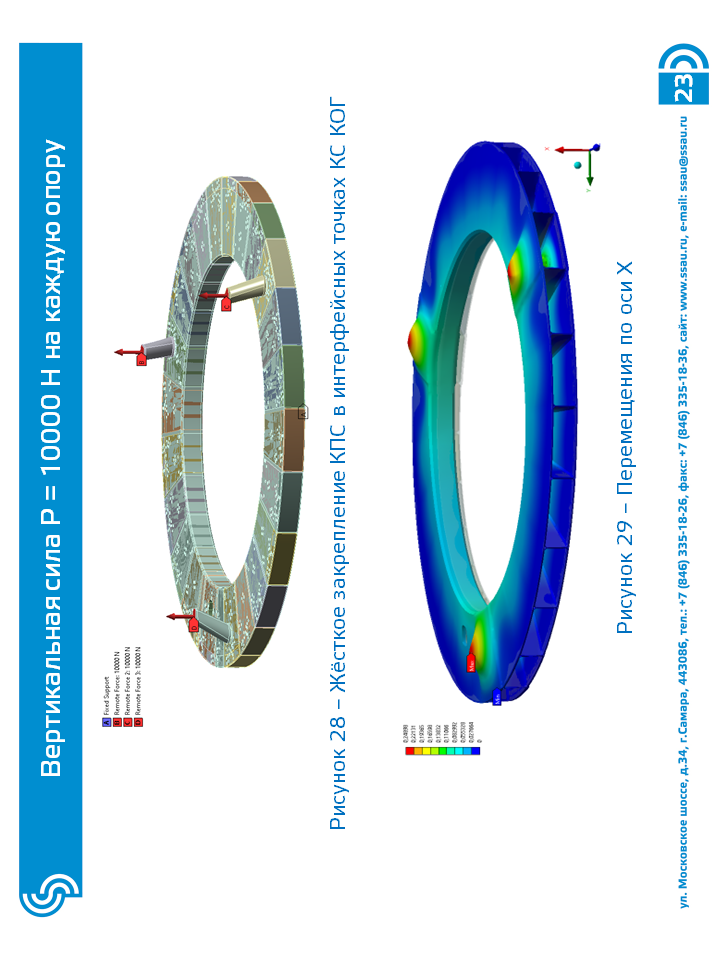 Вертикальная сила P = 10000 Н на каждую опору
A Fixed Support
B Remote Force: 10000 N
C Remote Force 2: 10000 N
D Remote Force 3: 10000 N
B
C
D
A
Рисунок 28 – Жёсткое закрепление КПС в интерфейсных точках КС КОГ
0
Max
Min
X
Y
Рисунок 29 – Перемещения по оси X
ул. Московское шоссе, д.34, г.Самара, 443086, тел.: +7 (846) 335-18-26, факс: +7 (846) 335-18-36, сайт: www.ssau.ru, e-mail: ssau@ssau.ru
23